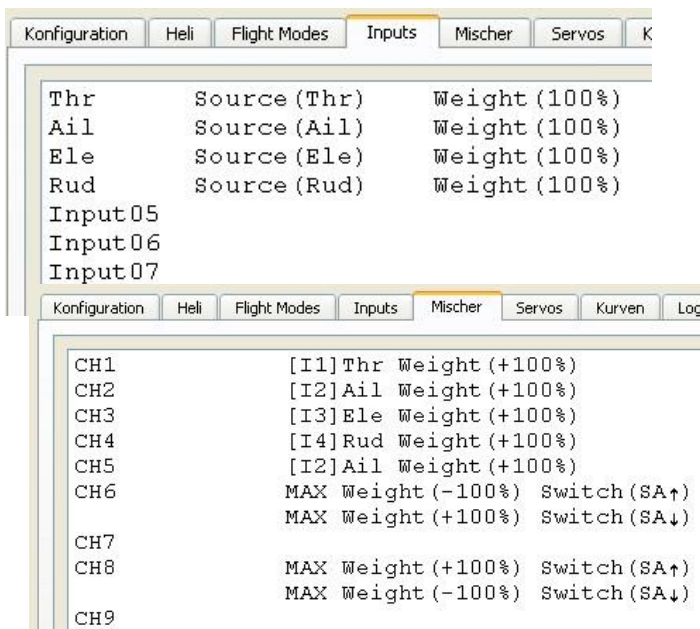 Konfiguration Heli Flight Modes Inputs Mischer Servos K
Thr Source(Thr) Weight(100%)
Ail Source(Ail) Weight(100%)
Ele Source(Ele) Weight(100%)
Rud Source(Rud) Weight(100%)
Input05
Input06
Input07
Konfiguration Heli Flight Modes Inputs Mischer Servos Kurven Log
CH1 [I1]Thr Weight(+100%)
CH2 [I2]Ail Weight(+100%)
CH3 [I3]Ele Weight(+100%)
CH4 [I4]Rud Weight(+100%)
CH5 [I2]Ail Weight(+100%)
CH6 MAX Weight(-100%) Switch(SA↑)
MAX Weight(+100%) Switch(SA↓)
CH7
CH8 MAX Weight(+100%) Switch(SA↑)
MAX Weight(-100%) Switch(SA↓)
CH9